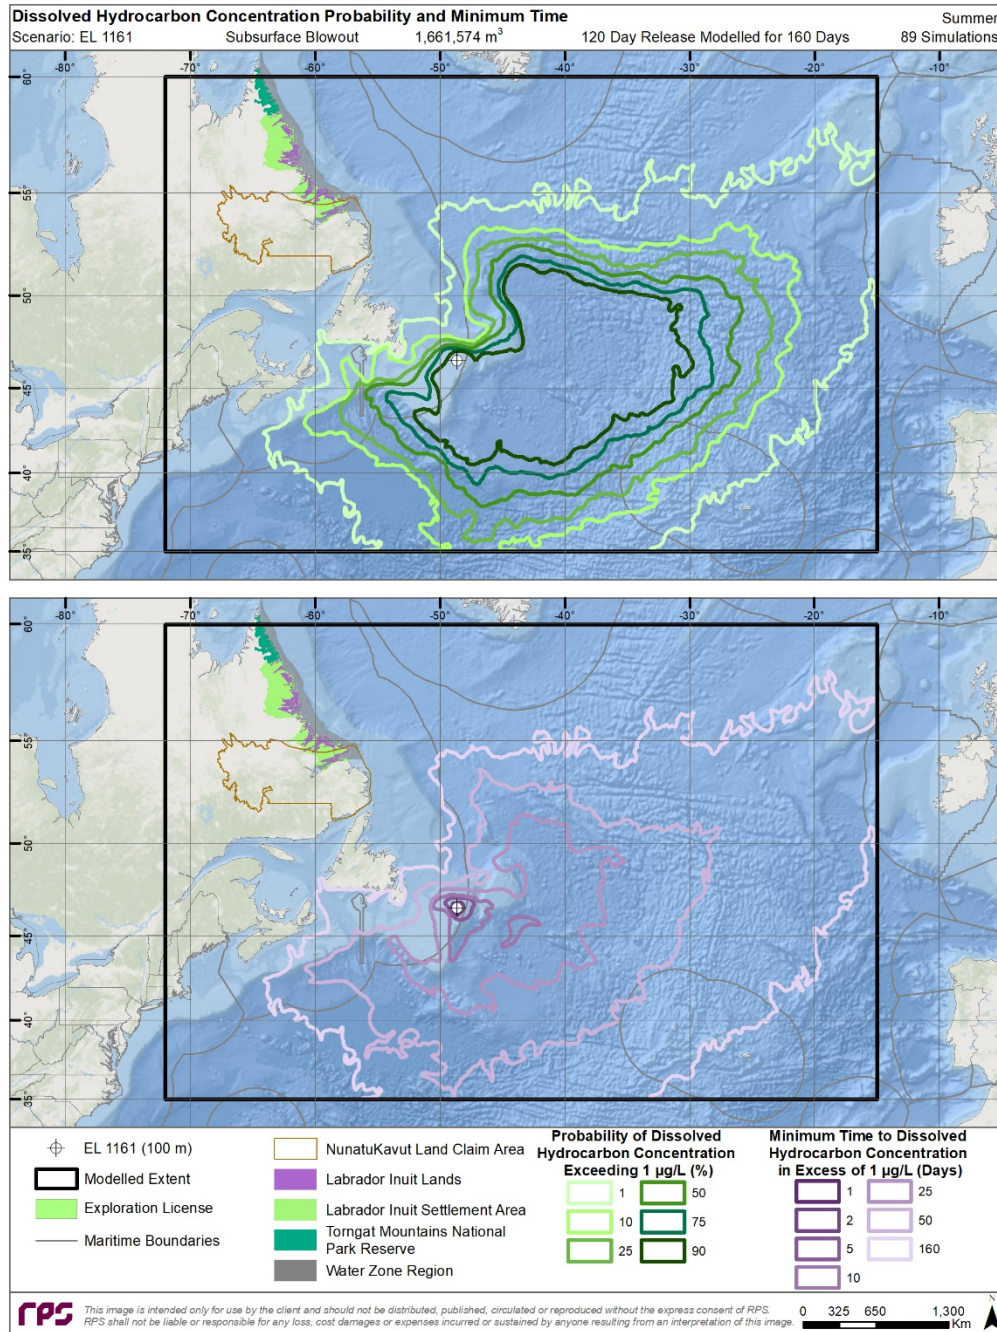 Dissolved Hydrocarbon Concentration Probability and Minimum Time
Summer
Scenario: EL 1161
Subsurface Blowout
1,661,574 m³
120 Day Release Modelled for 160 Days
89 Simulations
-80°
-70°
-60°
-50°
-40°
-30°
-20°
-10°
60°
55°
50°
45°
40°
35°
-80°
-70°
-60°
-50°
-40°
-30°
-20°
-10°
60°
55°
50°
45°
40°
35°
EL 1161 (100 m)
Modelled Extent
Exploration License
Maritime Boundaries
NunatuKavut Land Claim Area
Labrador Inuit Lands
Labrador Inuit Settlement Area
Torngat Mountains National
Park Reserve
Water Zone Region
Probability of Dissolved
Hydrocarbon Concentration
Exceeding 1 µg/L (%)
1
50
10
75
25
90
Minimum Time to Dissolved
Hydrocarbon Concentration
in Excess of 1 µg/L (Days)
1
25
2
50
5
160
10
rps
This image is intended only for use by the client and should not be distributed, published, circulated or reproduced without the express consent of RPS.
RPS shall not be liable or responsible for any loss, cost damages or expenses incurred or sustained by anyone resulting from an interpretation of this image.
0 325 650 1,300
Km
N